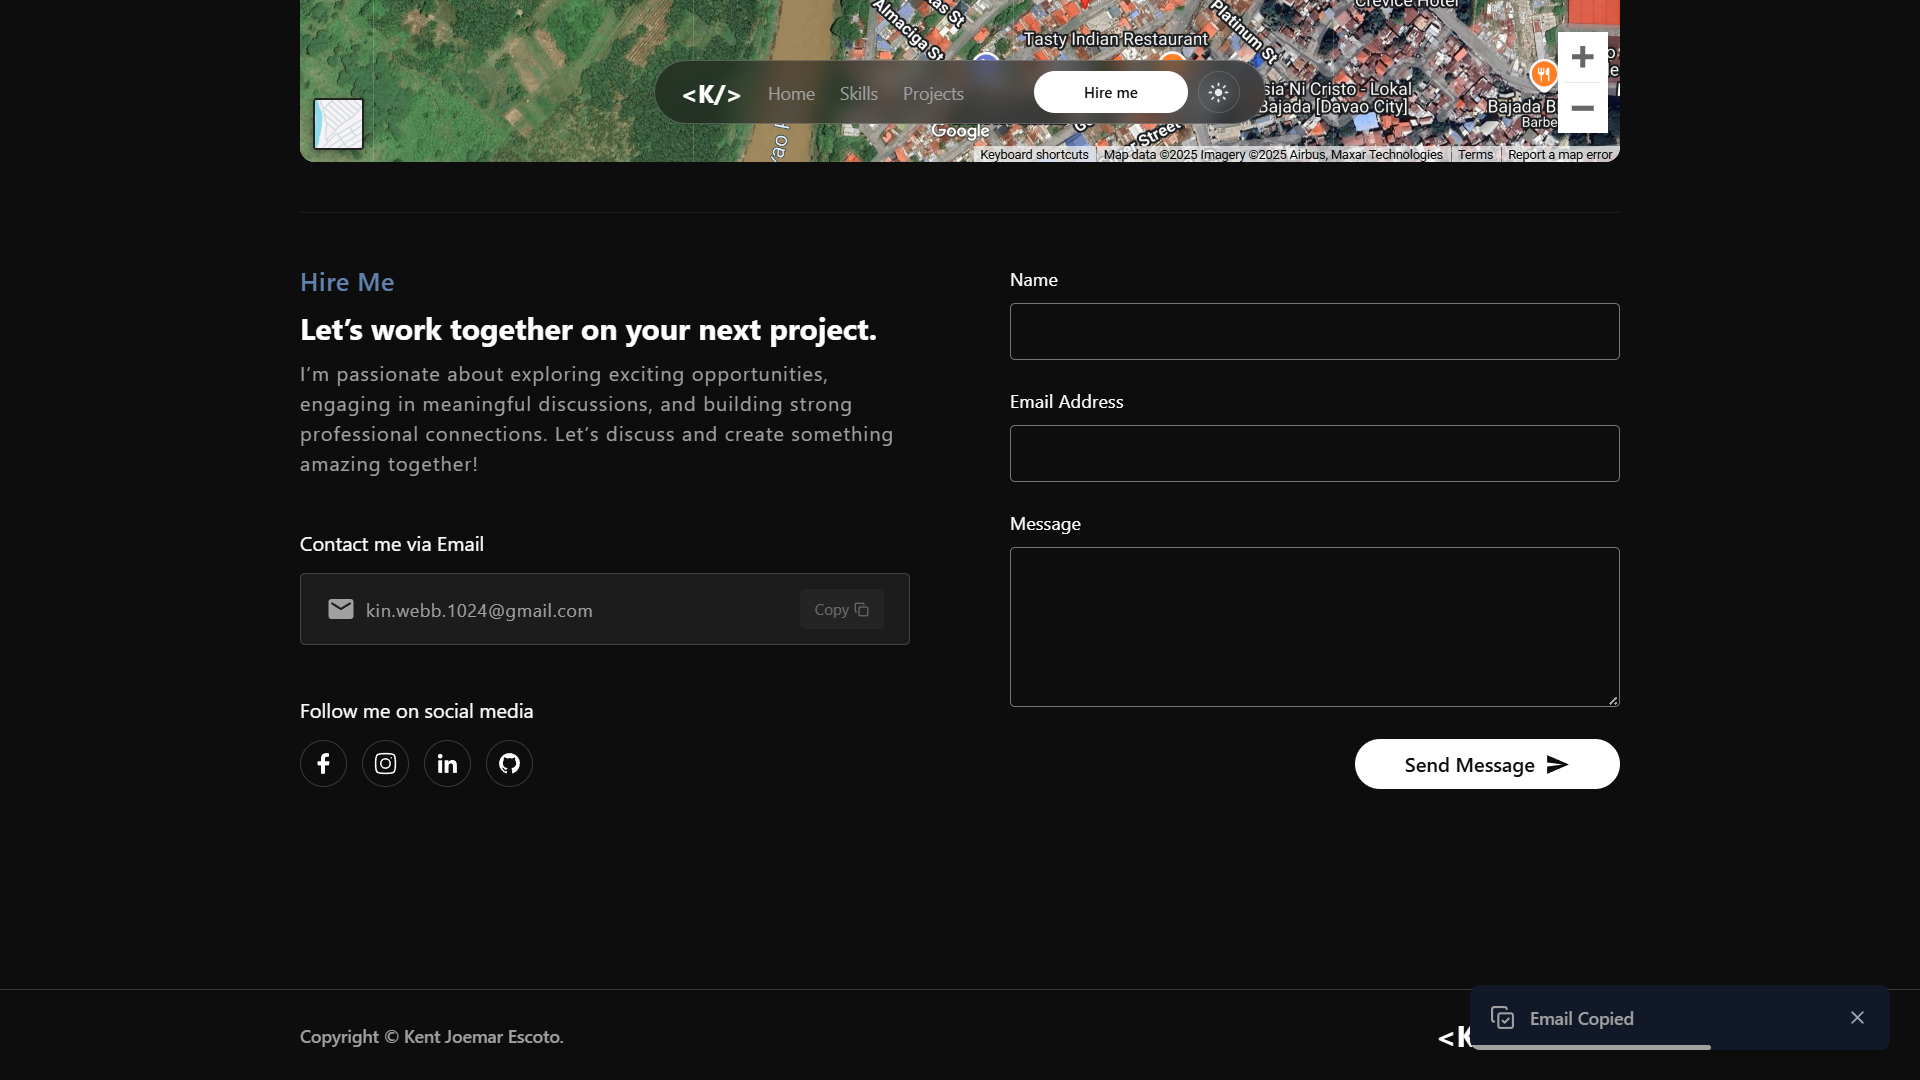 Almaciga St
Platinum St
Tasty Indian Restaurant
<K/>
Home
Skills
Projects
Hire me
sia Ni Cristo - Lokal
Bajada [Davao City]
Google
Street
Keyboard shortcuts
Map data ©2025 Imagery ©2025 Airbus, Maxar Technologies
Terms
Report a map error
Hire Me
Let’s work together on your next project.
I’m passionate about exploring exciting opportunities,
engaging in meaningful discussions, and building strong
professional connections. Let’s discuss and create something
amazing together!
Contact me via Email
kin.webb.1024@gmail.com
Copy
Follow me on social media
Name
Email Address
Message
Send Message
Copyright © Kent Joemar Escoto.
<K
Email Copied